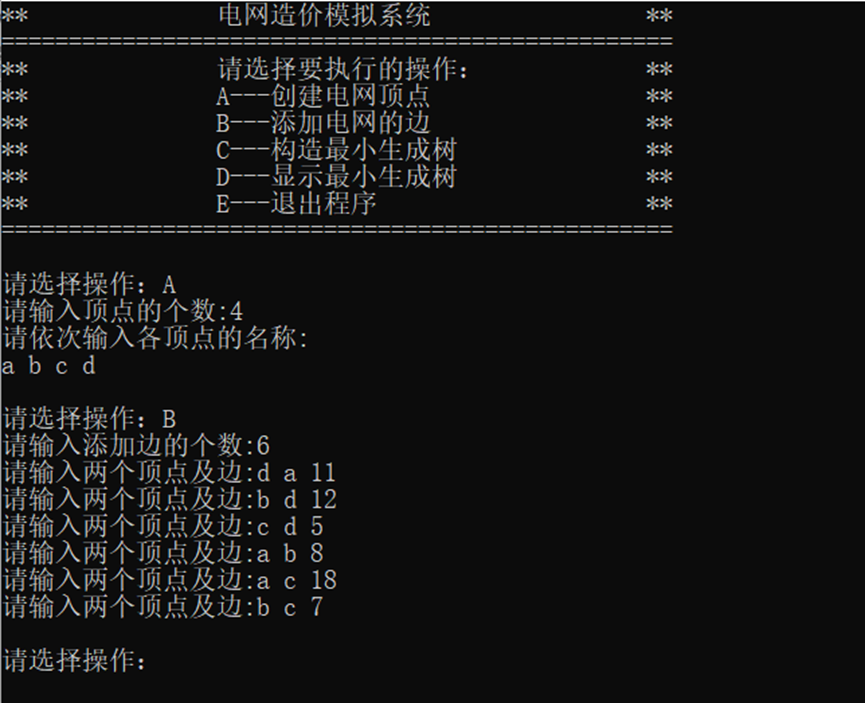 **              电网造价模拟系统                **
==================================================
**              请选择要执行的操作：             **
**              A---创建电网顶点                **
**              B---添加电网的边                **
**              C---构造最小生成树              **
**              D---显示最小生成树              **
**              E---退出程序                    **
==================================================
请选择操作：A
请输入顶点的个数:4
请依次输入各顶点的名称:
a b c d
请选择操作：B
请输入添加边的个数:6
请输入两个顶点及边:d a 11
请输入两个顶点及边:b d 12
请输入两个顶点及边:c d 5
请输入两个顶点及边:a b 8
请输入两个顶点及边:a c 18
请输入两个顶点及边:b c 7
请选择操作：